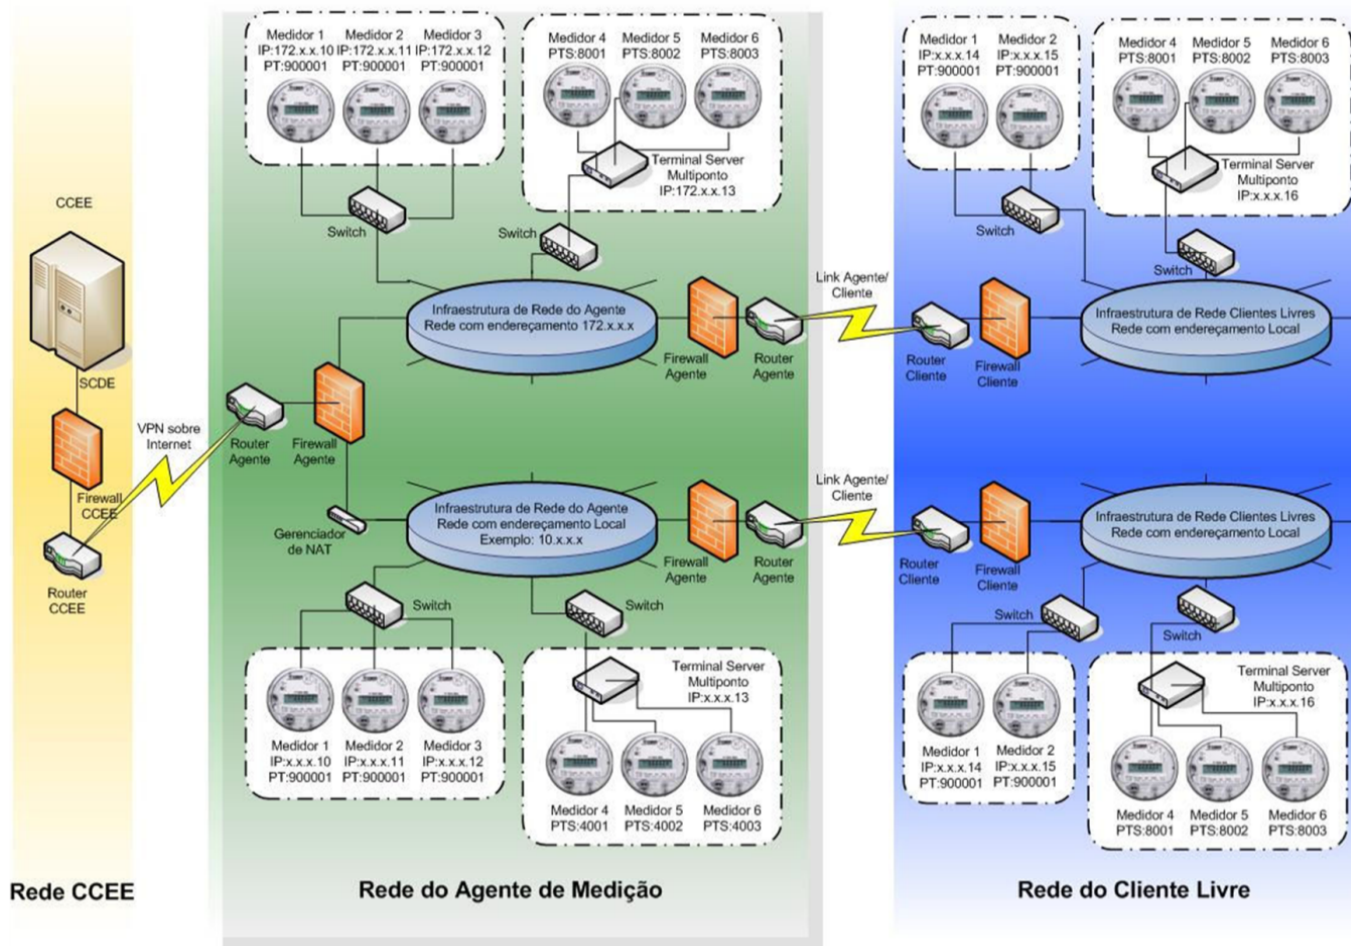 CCEE
SCDE
Firewall
CCEE
Router
CCEE
Rede CCEE
VPN sobre
Internet
Medidor 1
IP:172.x.x.10
PT:900001
Medidor 2
IP:172.x.x.11
PT:900001
Medidor 3
IP:172.x.x.12
PT:900001
Switch
Medidor 4
PTS:8001
Medidor 5
PTS:8002
Medidor 6
PTS:8003
Terminal Server
Multiponto
IP:172.x.x.13
Switch
Infraestrutura de Rede do Agente
Rede com endereçamento 172.x.x.x
Firewall
Agente
Router
Agente
Router
Agente
Firewall
Agente
Gerenciador
de NAT
Infraestrutura de Rede do Agente
Rede com endereçamento Local
Exemplo: 10.x.x.x
Firewall
Agente
Router
Agente
Switch
Switch
Medidor 1
IP:x.x.x.10
PT:900001
Medidor 2
IP:x.x.x.11
PT:900001
Medidor 3
IP:x.x.x.12
PT:900001
Terminal Server
Multiponto
IP:x.x.x.13
Medidor 4
PTS:4001
Medidor 5
PTS:4002
Medidor 6
PTS:4003
Rede do Agente de Medição
Link Agente/
Cliente
Link Agente/
Cliente
Medidor 1
IP:x.x.x.14
PT:900001
Medidor 2
IP:x.x.x.15
PT:900001
Switch
Medidor 4
PTS:8001
Medidor 5
PTS:8002
Medidor 6
PTS:8003
Terminal Server
Multiponto
IP:x.x.x.16
Switch
Router
Cliente
Firewall
Cliente
Infraestrutura de Rede Clientes Livres
Rede com endereçamento Local
Router
Cliente
Firewall
Cliente
Infraestrutura de Rede Clientes Livres
Rede com endereçamento Local
Switch
Switch
Medidor 1
IP:x.x.x.14
PT:900001
Medidor 2
IP:x.x.x.15
PT:900001
Terminal Server
Multiponto
IP:x.x.x.16
Medidor 4
PTS:8001
Medidor 5
PTS:8002
Medidor 6
PTS:8003
Rede do Cliente Livre